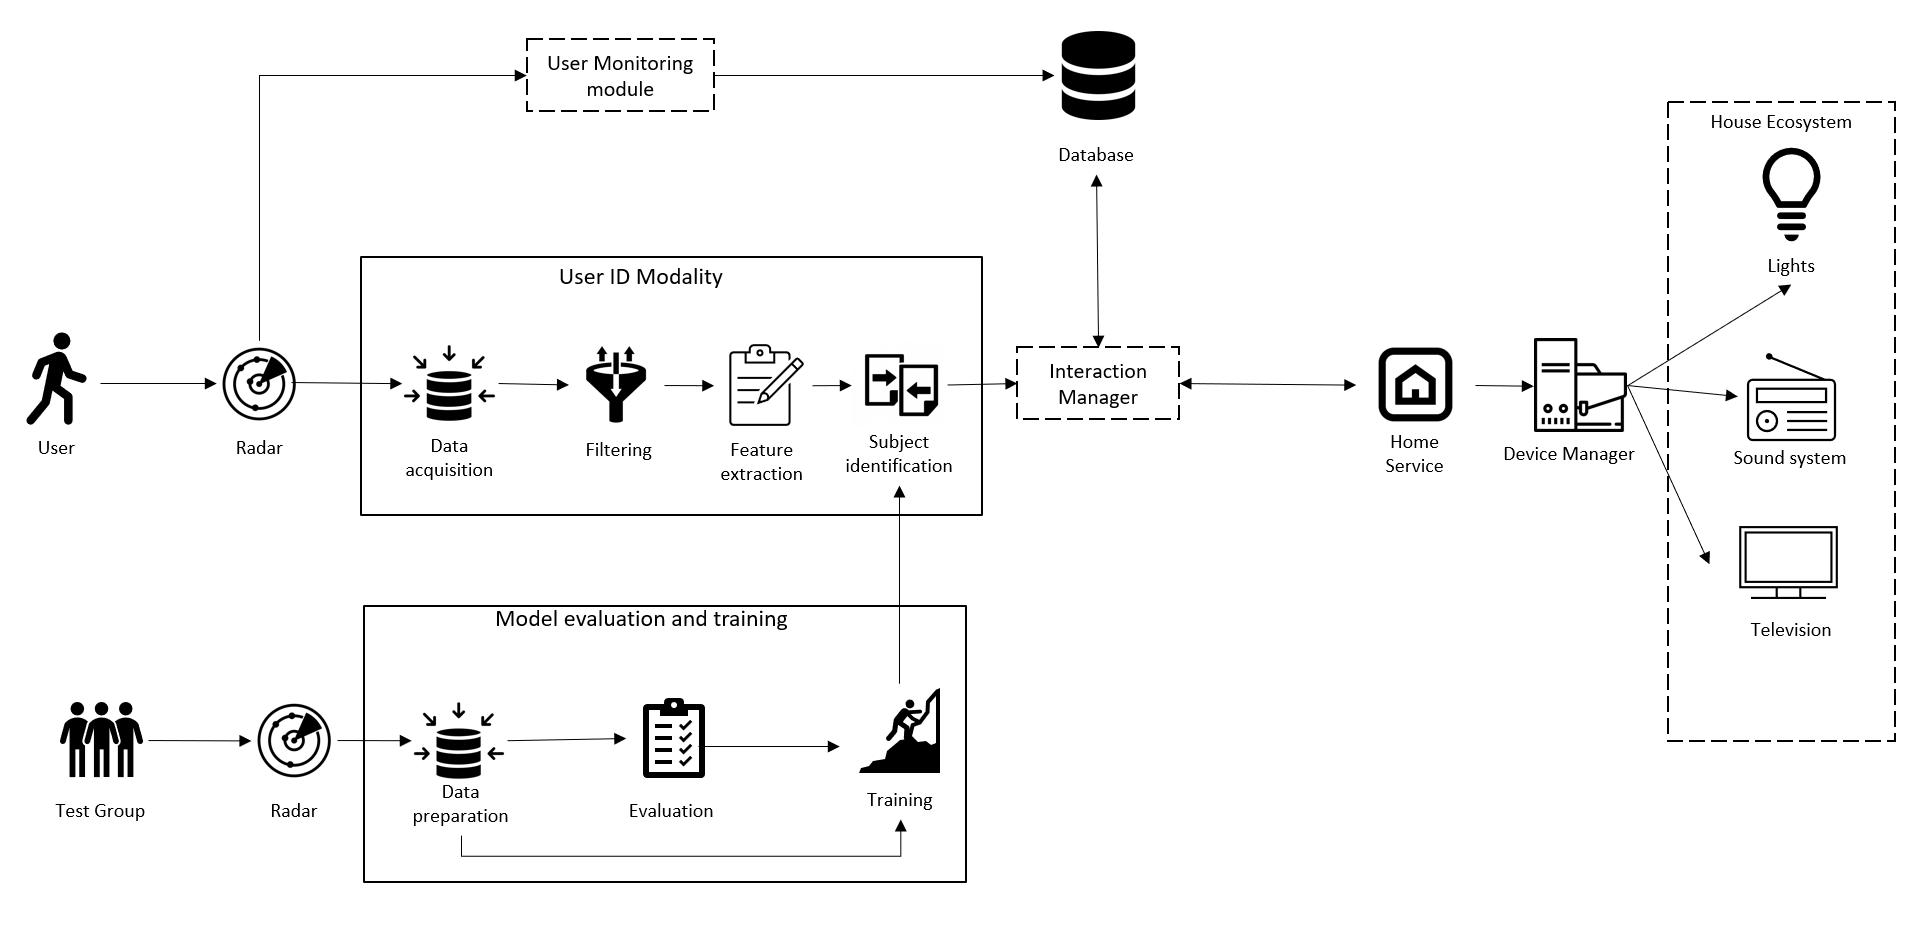 User Monitoring
module
Database
House Ecosystem
Lights
Sound system
Television
User ID Modality
User
Radar
Data
acquisition
Filtering
Feature
extraction
Subject
identification
Interaction
Manager
Home
Service
Device Manager
Model evaluation and training
Test Group
Radar
Data
preparation
Evaluation
Training